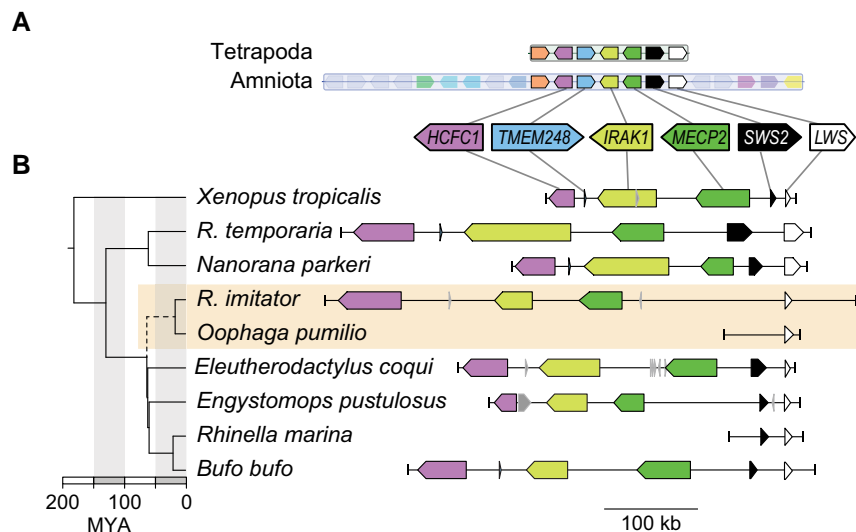 A
Tetrapoda
Amniota
HCFC1 TMEM248 IRAK1 MECP2 SWS2 LWS
B
Xenopus tropicalis
R. temporaria
Nanorana parkeri
R. imitator
Oophaga pumilio
Eleutherodactylus coqui
Engystomops pustulosus
Rhinella marina
Bufo bufo
200 100 0
MYA
100 kb